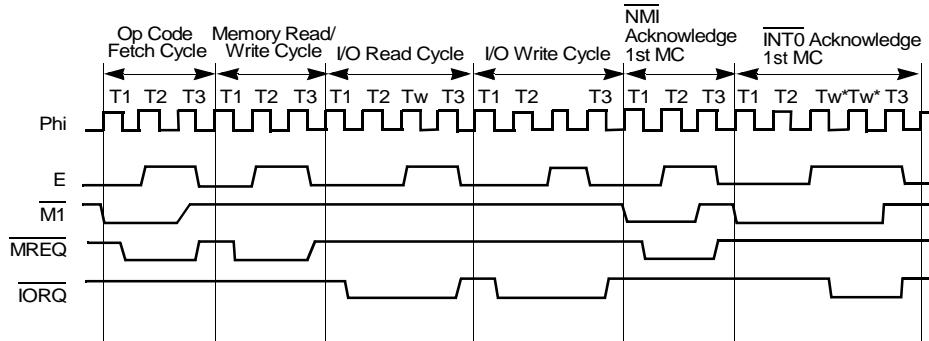 Op Code
Fetch Cycle
Memory Read/
Write Cycle
I/O Read Cycle
I/O Write Cycle
NMI
Acknowledge
1st MC
INT0 Acknowledge
1st MC
T1 T2 T3 T1 T2 T3 T1 T2 Tw T3 T1 T2 T3 T1 T2 T3 T1 T2 Tw* Tw* T3
Phi
E
M1
MREQ
IORQ